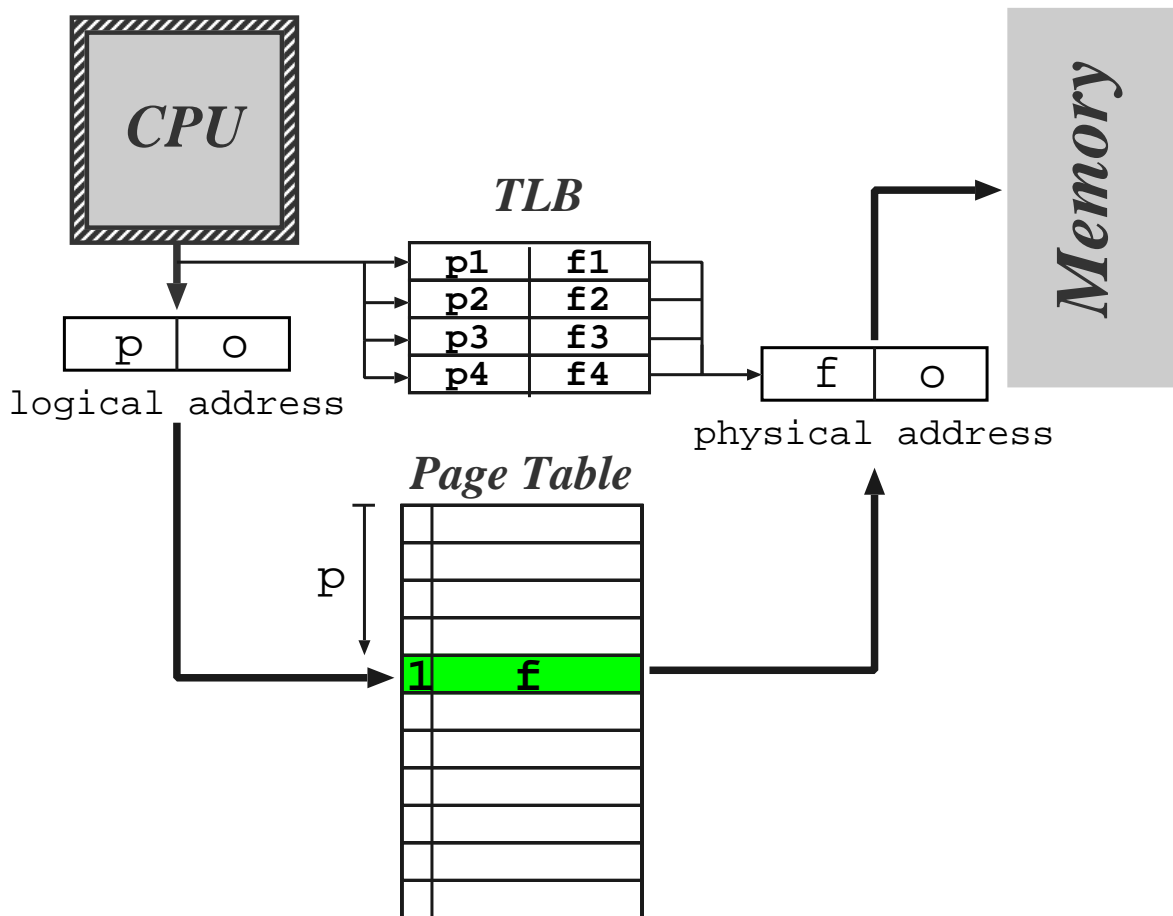 CPU
Memory
TLB
p1 f1
p2 f2
p3 f3
p4 f4
p o
logical address
f o
physical address
Page Table
p
1 f